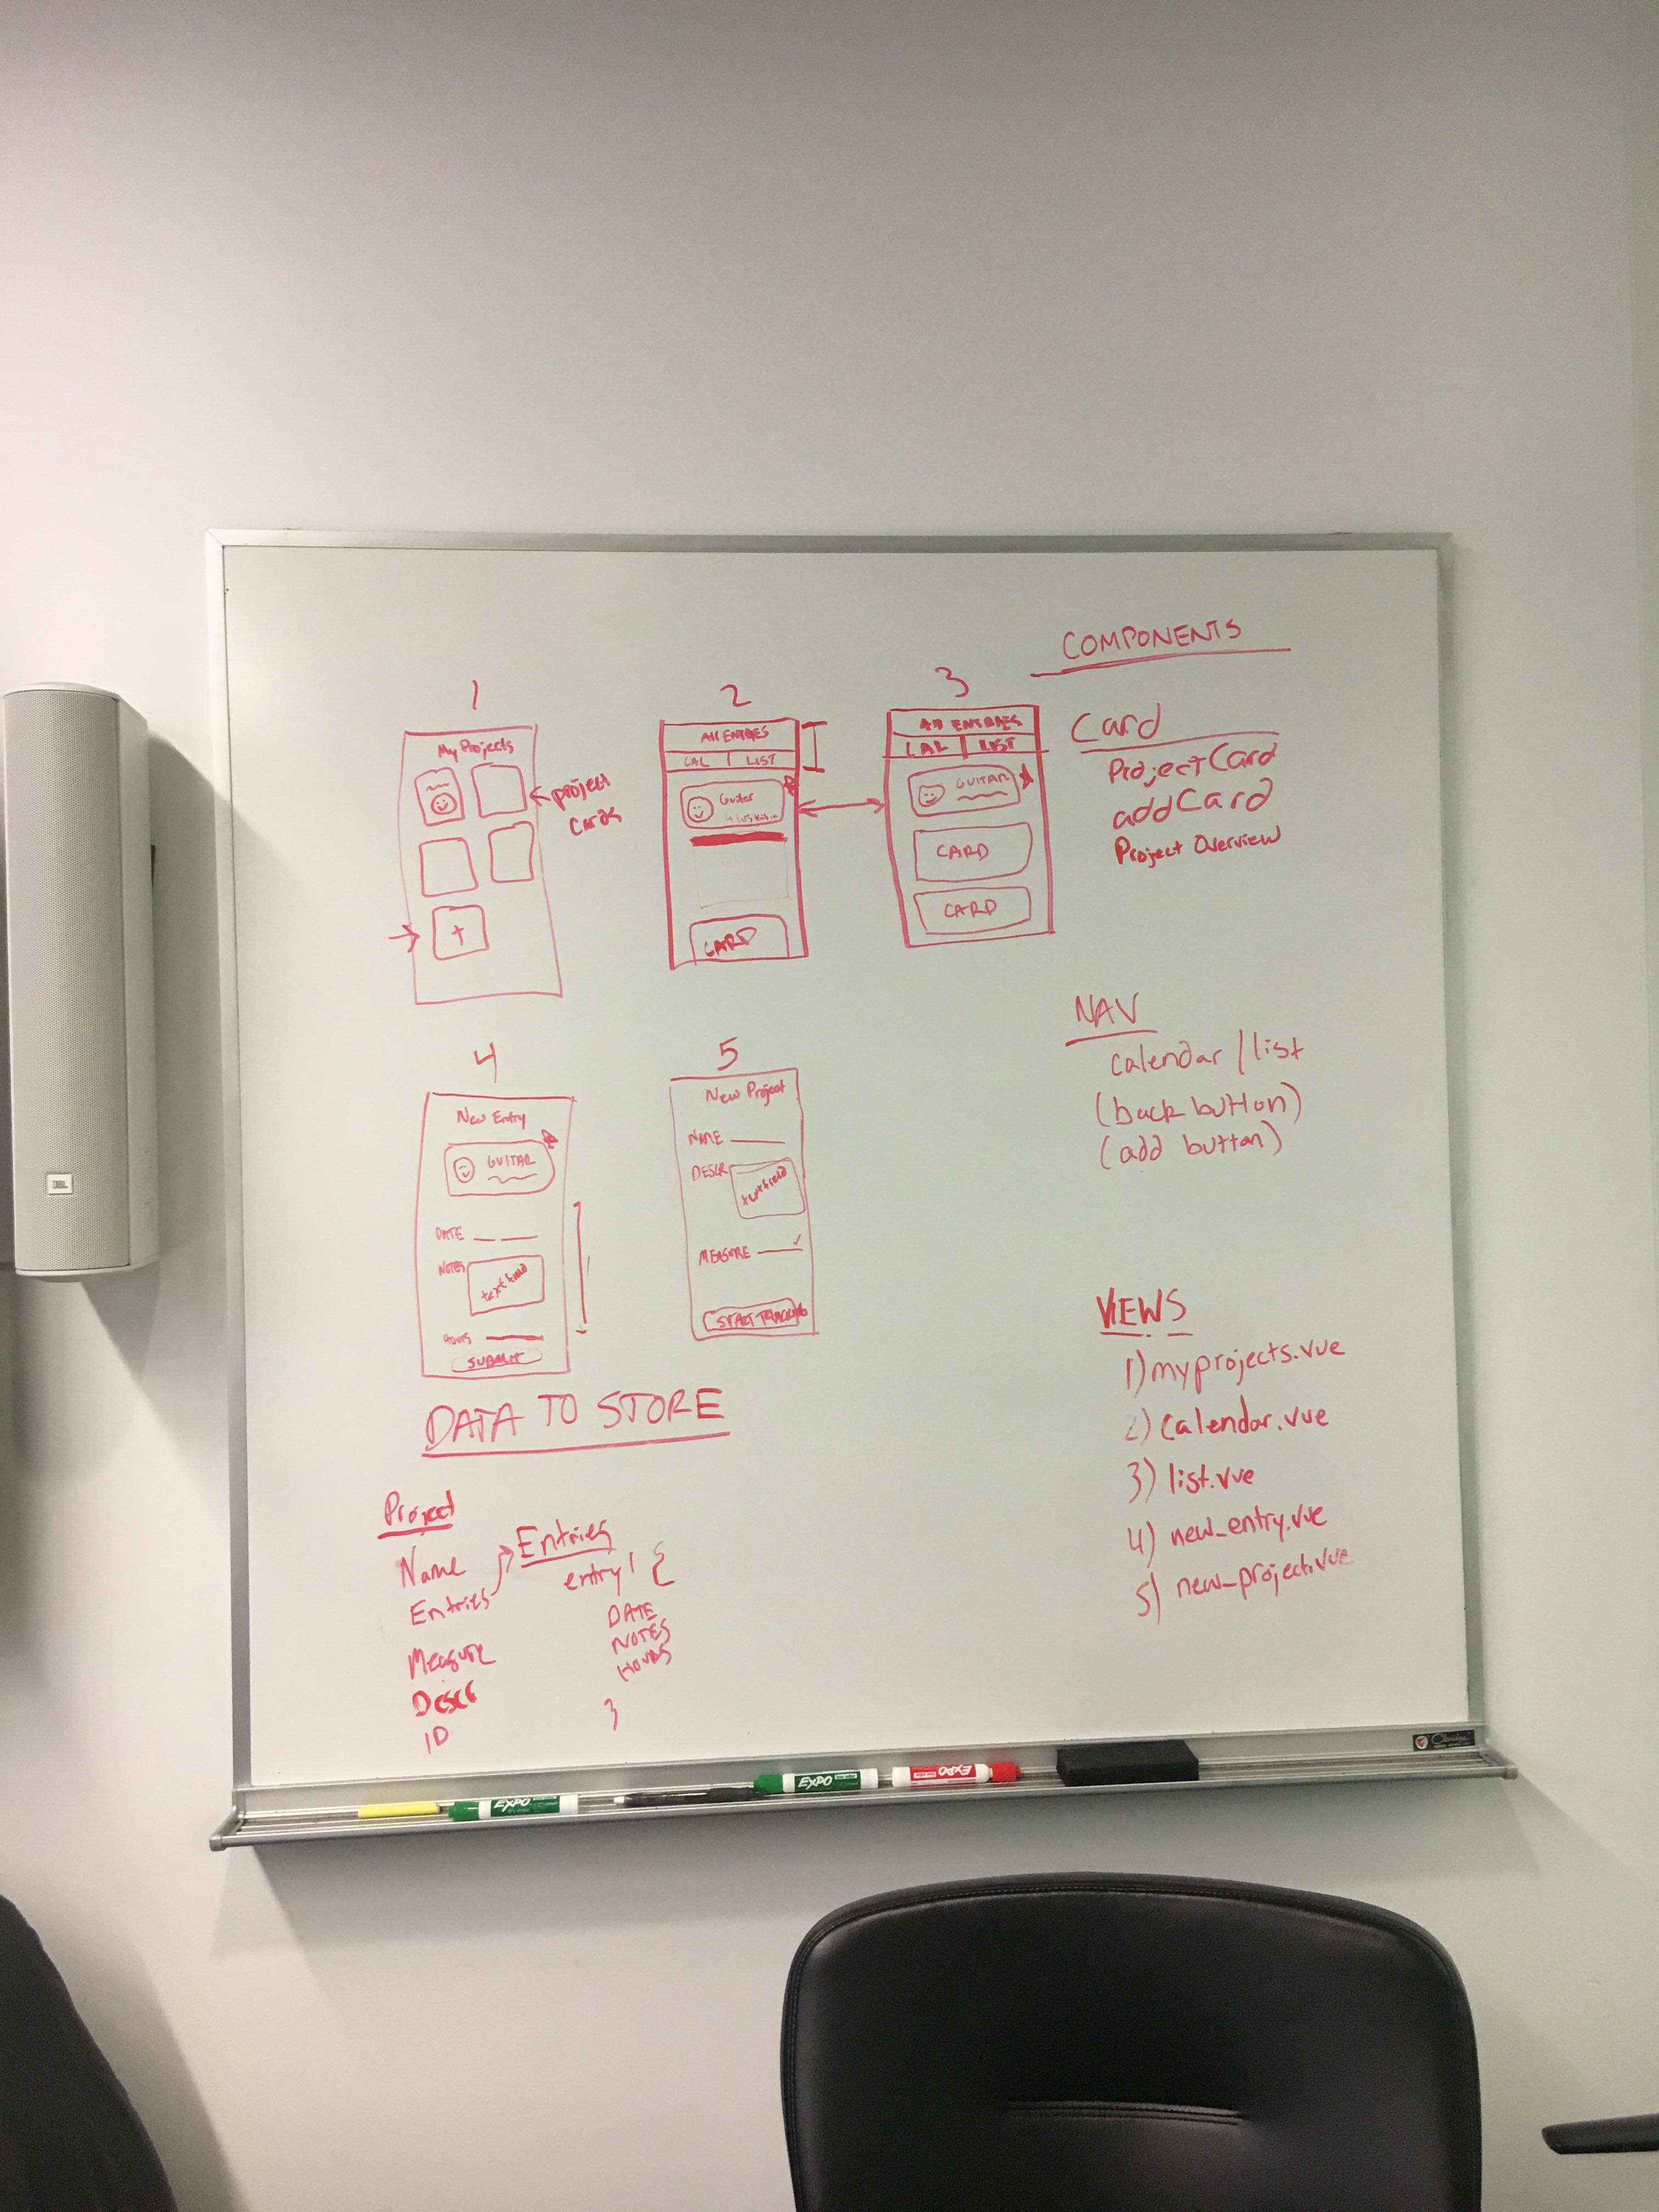 COMPONENTS
1
My Projects
project
cards
+
2
All ENTRIES
CAL LIST
Guitar
CARD
3
All ENTRIES
CAL LIST
GUITAR
CARD
CARD
Card
ProjectCard
addCard
Project Overview
NAV
calendar / list
(back button)
(add button)
4
New Entry
GUITAR
DATE
NOTES
text field
HOURS
SUBMIT
5
New Project
NAME
DESCR
textfield
MEASURE
START TRACKING
VIEWS
1) myprojects.vue
2) calendar.vue
3) list.vue
4) new_entry.vue
5) new_project.vue
DATA TO STORE
Project
Name
Entries
Measure
Descr
ID
Entries
entry1 {
DATE
NOTES
HOURS
}
JBL
EXPO
EXPO
EXPO